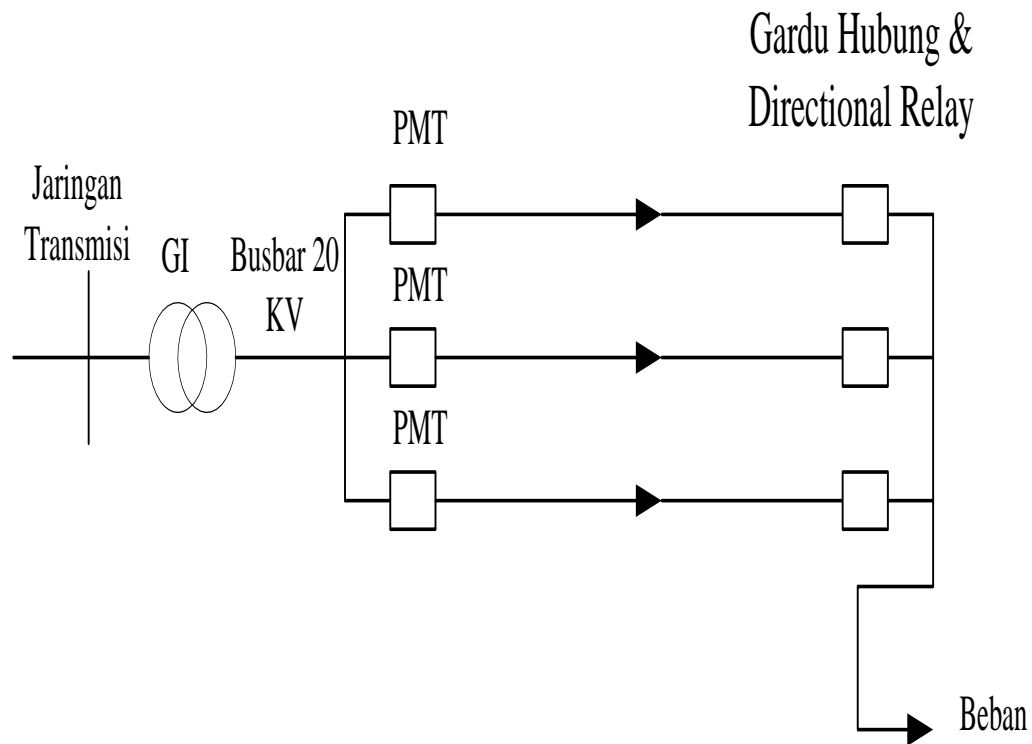 Gardu Hubung &
Directional Relay
PMT
Jaringan
Transmisi
GI
Busbar 20
KV
PMT
PMT
Beban